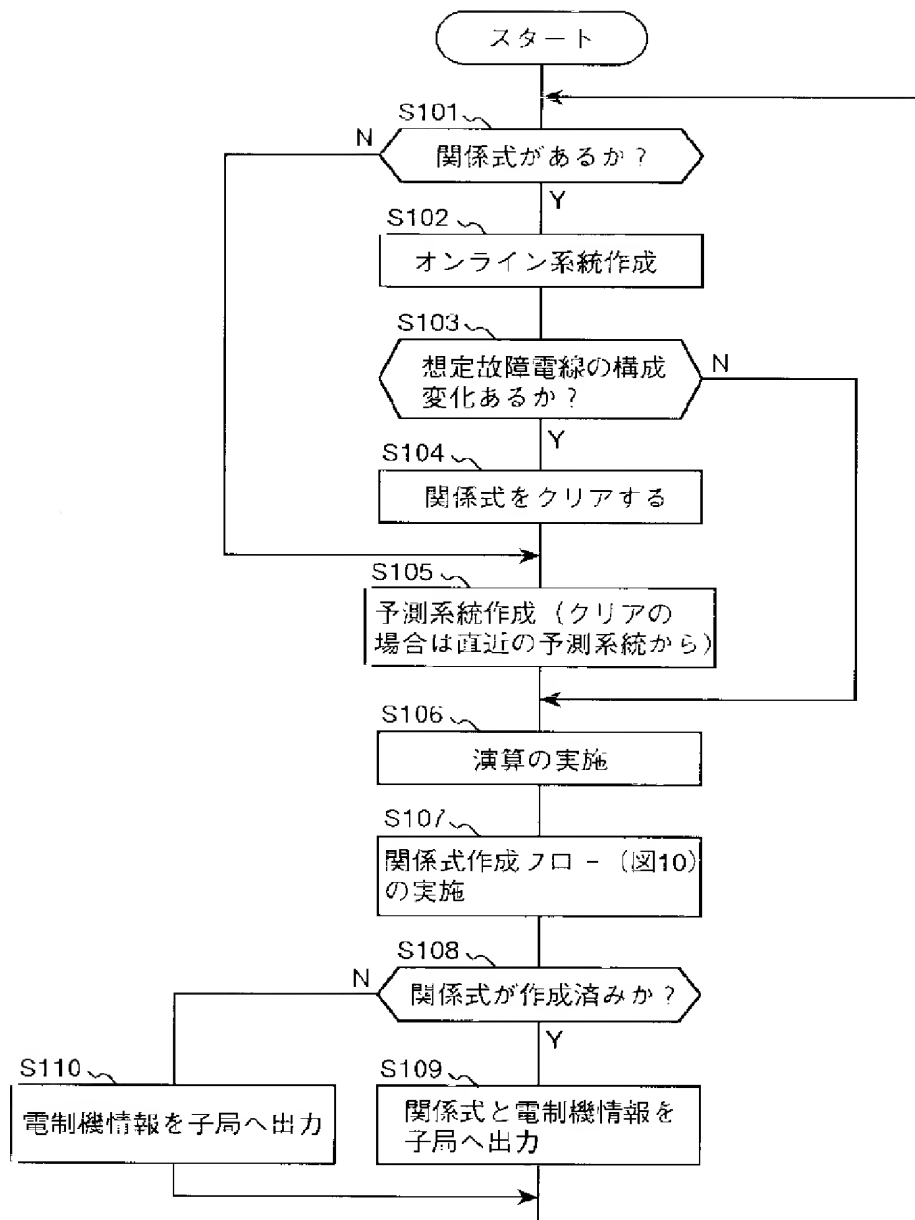 スタート
S101
N
関係式があるか？
Y
S102
オンライン系統作成
S103
N
想定故障電線の構成
変化あるか？
Y
S104
関係式をクリアする
S105
予測系統作成（クリアの
場合は直近の予測系統から）
S106
演算の実施
S107
関係式作成フロー（図10）
の実施
S108
N
関係式が作成済みか？
Y
S110
電制機情報を子局へ出力
S109
関係式と電制機情報を
子局へ出力